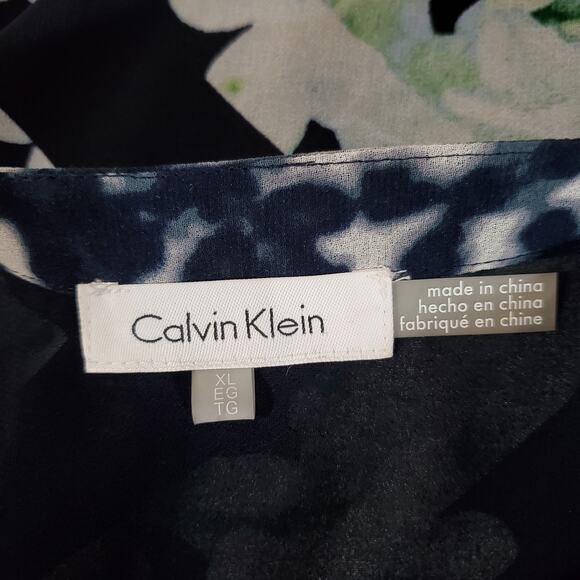 Calvin Klein
made in china
hecho en china
fabriqué en chine
XL
EG
TG